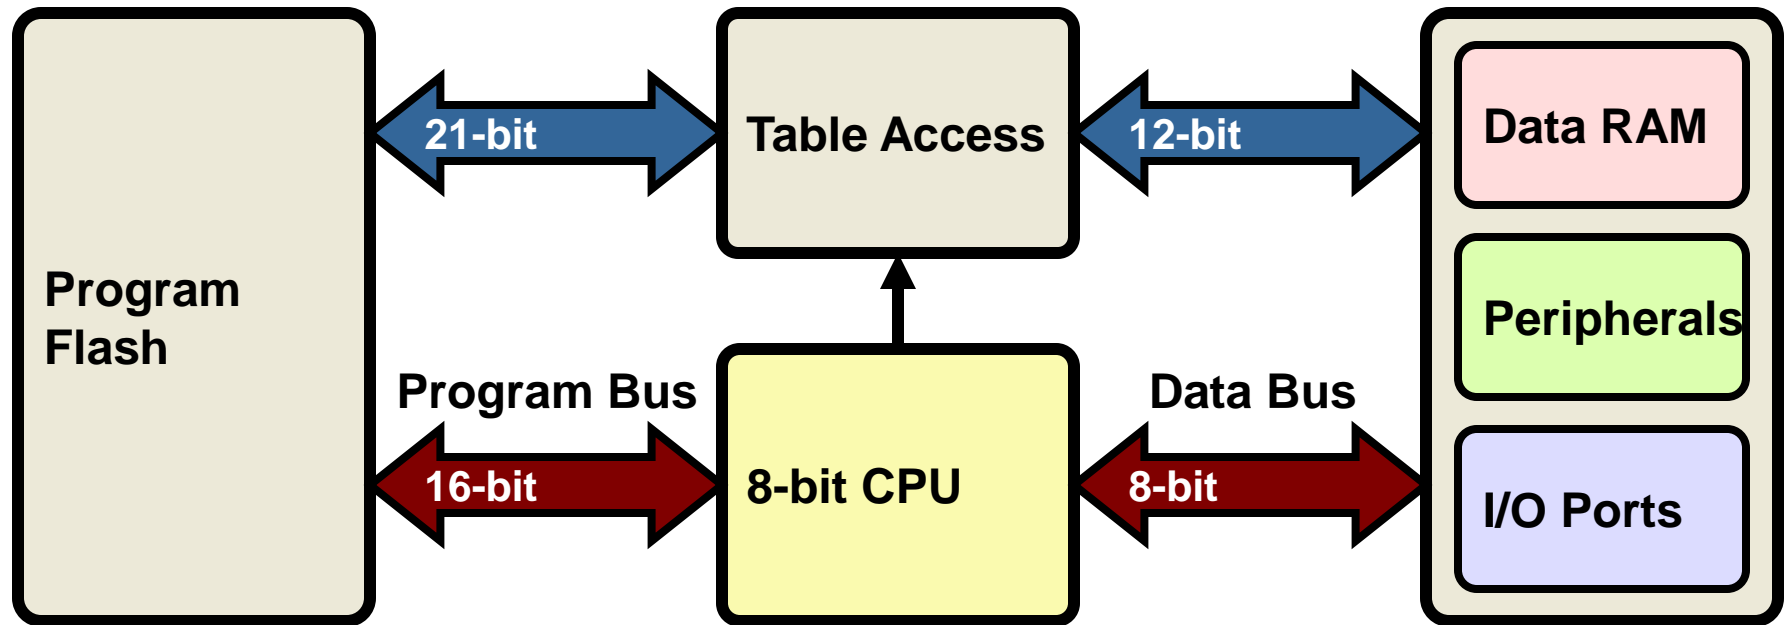 Program
Flash
21-bit
Table Access
12-bit
Program Bus
16-bit
8-bit CPU
Data Bus
8-bit
Data RAM
Peripherals
I/O Ports